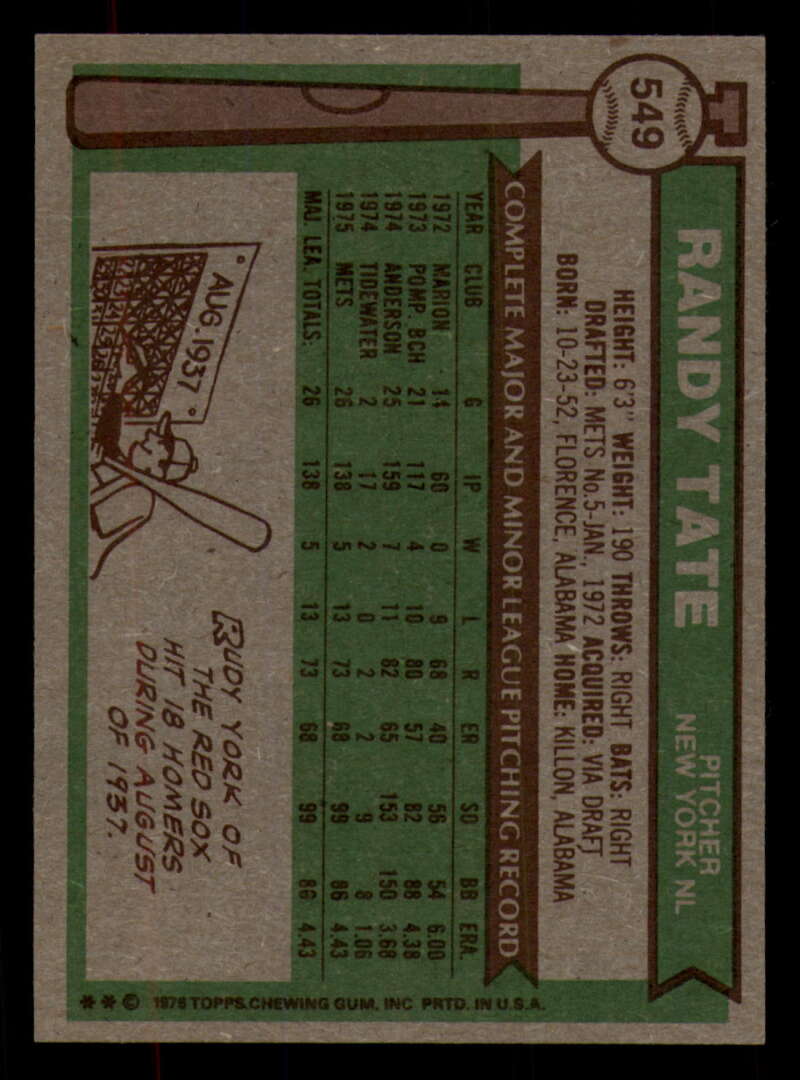 549
RANDY TATE
PITCHER
NEW YORK NL
HEIGHT: 6'3" WEIGHT: 190 THROWS: RIGHT BATS: RIGHT
DRAFTED: METS No.5-JAN., 1972 ACQUIRED: VIA DRAFT
BORN: 10-23-52, FLORENCE, ALABAMA HOME: KILLON, ALABAMA
COMPLETE MAJOR AND MINOR LEAGUE PITCHING RECORD
YEAR CLUB G IP W L R ER SO BB ERA
1972 MARION 14 60 0 9 68 40 56 54 6.00
1973 POMP. BCH 21 117 4 10 80 57 82 88 4.38
1974 ANDERSON 25 159 7 11 82 65 153 150 3.68
1974 TIDEWATER 2 17 2 0 2 2 9 8 1.06
1975 METS 26 138 5 13 73 68 99 86 4.43
MAJ. LEA. TOTALS: 26 138 5 13 73 68 99 86 4.43
AUG. 1937
RUDY YORK OF
THE RED SOX
HIT 18 HOMERS
DURING AUGUST
OF 1937.
** © 1976 TOPPS CHEWING GUM, INC PRTD. IN U.S.A.